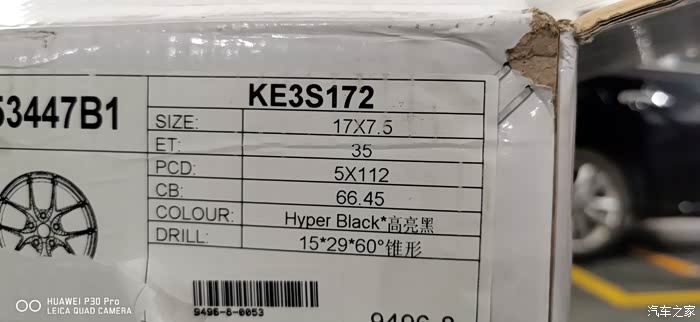 53447B1
KE3S172
SIZE: 17X7.5
ET: 35
PCD: 5X112
CB: 66.45
COLOUR: Hyper Black*高亮黑
DRILL: 15*29*60°锥形
9496-8-0053
HUAWEI P30 Pro
LEICA QUAD CAMERA
汽车之家